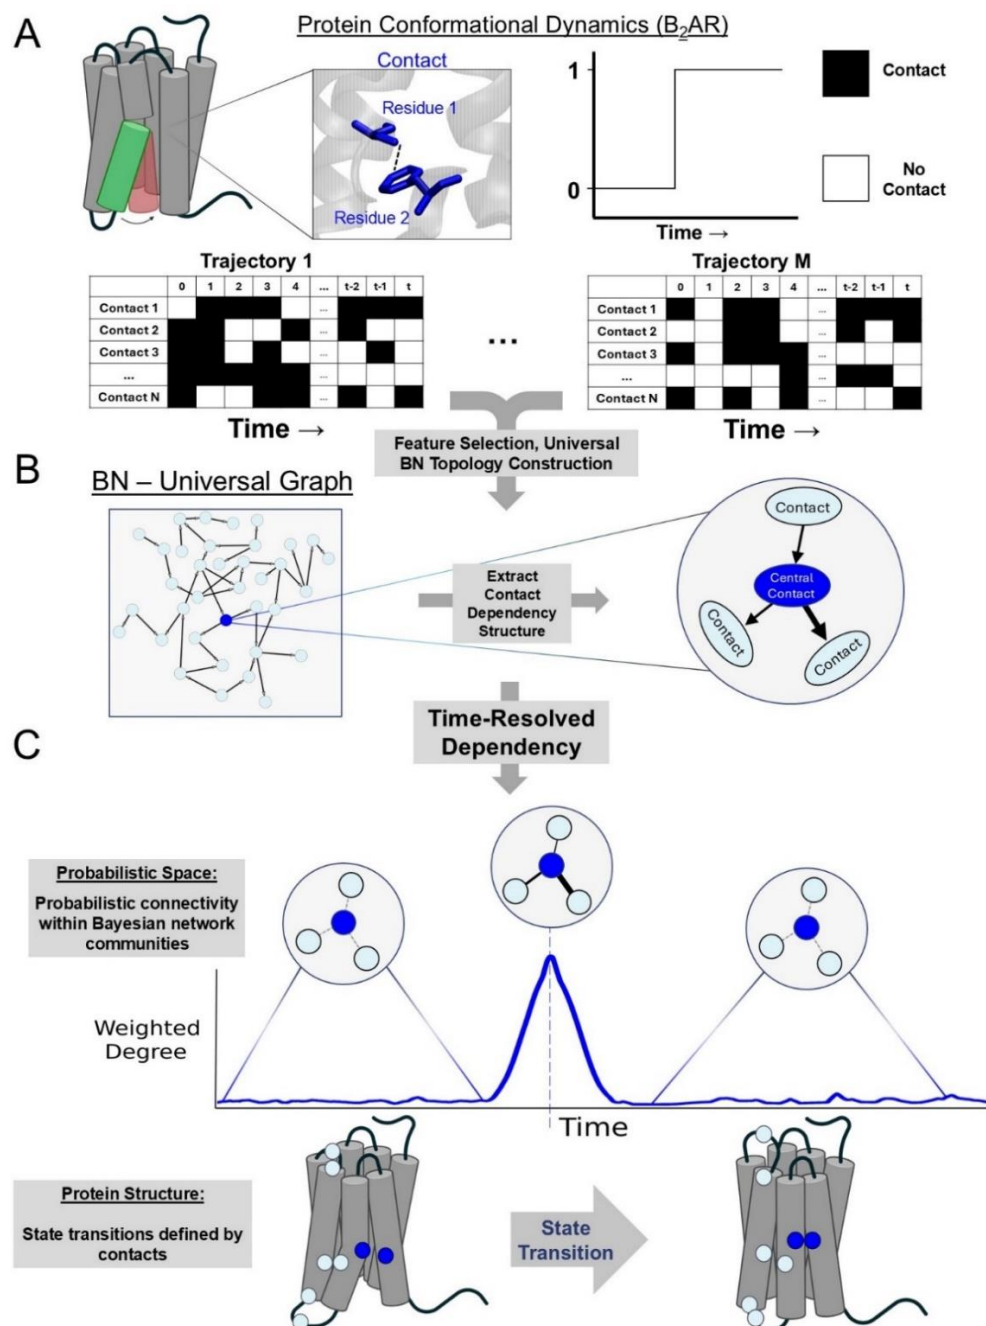 A
Protein Conformational Dynamics (B2AR)
Contact
Residue 1
Residue 2
1
0
Time →
Contact
No
Contact
Trajectory 1
0 1 2 3 4 ... t-2 t-1 t
Contact 1 ...
Contact 2 ...
Contact 3 ...
... ...
Contact N ...
Time →
...
Trajectory M
0 1 2 3 4 ... t-2 t-1 t
Contact 1 ...
Contact 2 ...
Contact 3 ...
... ...
Contact N ...
Time →
Feature Selection, Universal
BN Topology Construction
B
BN – Universal Graph
Extract
Contact
Dependency
Structure
Contact
Central
Contact
Contact
Contact
Time-Resolved
Dependency
C
Probabilistic Space:
Probabilistic connectivity
within Bayesian network
communities
Weighted
Degree
Time
Protein Structure:
State transitions defined by
contacts
State
Transition